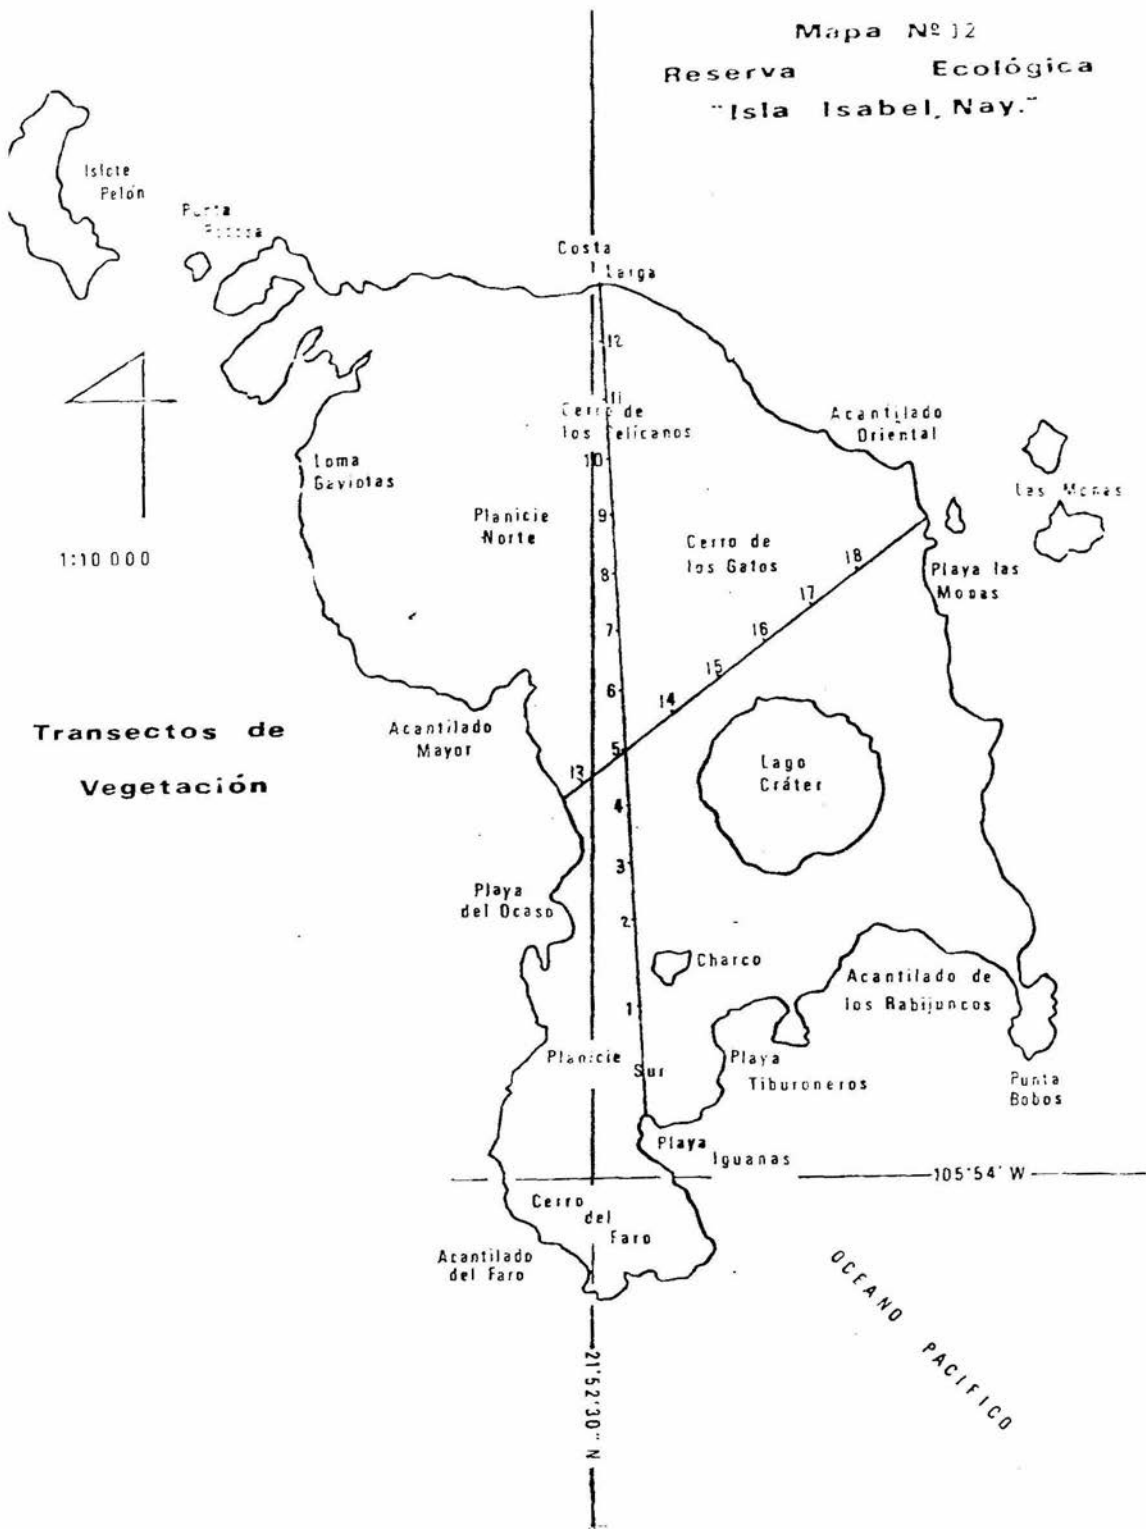 Mapa Nº 12
Reserva Ecológica
"Isla Isabel, Nay."
Islote
Pelón
Punta
Costa
Larga
12
11
Cerro de
los Pelicanos
10
Acantilado
Oriental
Las Monas
Loma
Gaviotas
Planicie
Norte
9
1:10 000
Cerro de
los Gatos
8
18
Playa las
Monas
17
7
16
15
6
14
Transectos de
Vegetación
Acantilado
Mayor
5
13
Lago
Cráter
4
3
Playa
del Ocaso
2
Charco
Acantilado de
los Rabijuncos
1
Planicie
Sur
Playa
Tiburoneros
Punta
Bobos
Playa
Iguanas
105°54' W
Cerro
del
Faro
Acantilado
del Faro
OCEANO PACIFICO
21°52'30" N